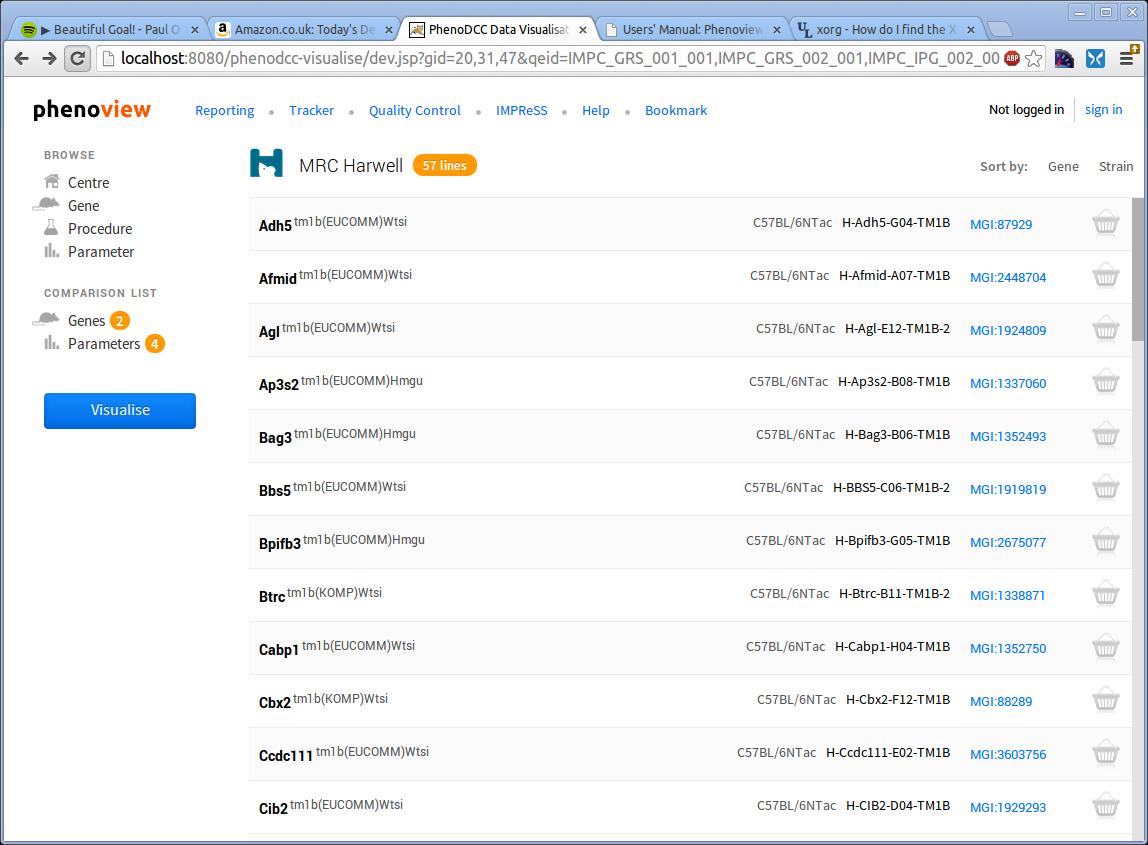 ▶ Beautiful Goal! - Paul O
Amazon.co.uk: Today's De
PhenoDCC Data Visualisat
Users' Manual: Phenoview
xorg - How do I find the X
localhost:8080/phenodcc-visualise/dev.jsp?gid=20,31,47&qeid=IMPC_GRS_001_001,IMPC_GRS_002_001,IMPC_IPG_002_00
ABP
phenoview
Reporting • Tracker • Quality Control • IMPReSS • Help • Bookmark
Not logged in
sign in
BROWSE
Centre
Gene
Procedure
Parameter
COMPARISON LIST
Genes 2
Parameters 4
Visualise
MRC Harwell 57 lines
Sort by: Gene Strain
Adh5 tm1b(EUCOMM)Wtsi C57BL/6NTac H-Adh5-G04-TM1B MGI:87929
Afmid tm1b(EUCOMM)Wtsi C57BL/6NTac H-Afmid-A07-TM1B MGI:2448704
Agl tm1b(EUCOMM)Wtsi C57BL/6NTac H-Agl-E12-TM1B-2 MGI:1924809
Ap3s2 tm1b(EUCOMM)Hmgu C57BL/6NTac H-Ap3s2-B08-TM1B MGI:1337060
Bag3 tm1b(EUCOMM)Hmgu C57BL/6NTac H-Bag3-B06-TM1B MGI:1352493
Bbs5 tm1b(EUCOMM)Wtsi C57BL/6NTac H-BBS5-C06-TM1B-2 MGI:1919819
Bpifb3 tm1b(EUCOMM)Hmgu C57BL/6NTac H-Bpifb3-G05-TM1B MGI:2675077
Btrc tm1b(KOMP)Wtsi C57BL/6NTac H-Btrc-B11-TM1B-2 MGI:1338871
Cabp1 tm1b(EUCOMM)Wtsi C57BL/6NTac H-Cabp1-H04-TM1B MGI:1352750
Cbx2 tm1b(KOMP)Wtsi C57BL/6NTac H-Cbx2-F12-TM1B MGI:88289
Ccdc111 tm1b(EUCOMM)Wtsi C57BL/6NTac H-Ccdc111-E02-TM1B MGI:3603756
Cib2 tm1b(EUCOMM)Wtsi C57BL/6NTac H-CIB2-D04-TM1B MGI:1929293